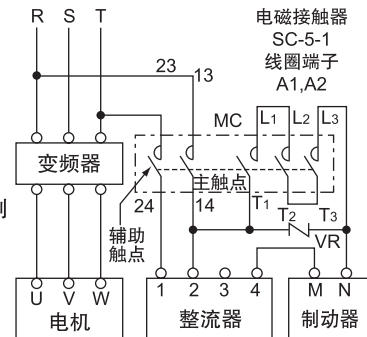 R S T
电磁接触器
SC-5-1
线圈端子
A1,A2
23
13
MC
L1 L2 L3
变频器
主触点
24
14
T1
T2
T3
辅助
触点
VR
U V W
1 2 3 4
M N
电机
整流器
制动器